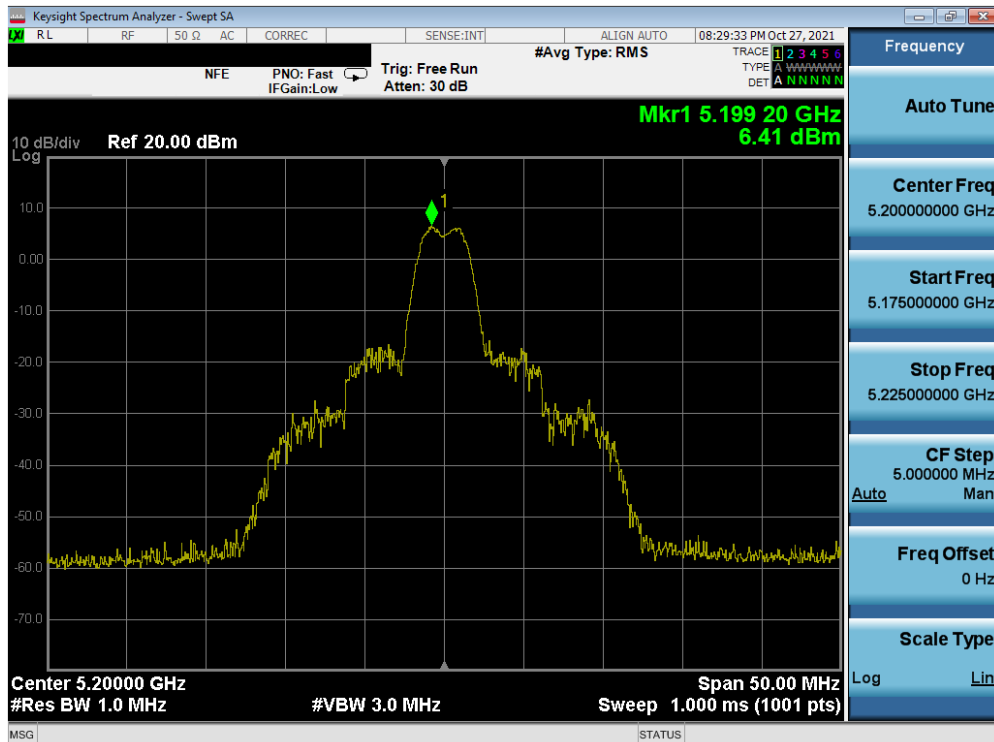 Keysight Spectrum Analyzer - Swept SA
LXI RL RF 50 Ω AC CORREC SENSE:INT ALIGN AUTO 08:29:33 PM Oct 27, 2021
NFE PNO: Fast Trig: Free Run #Avg Type: RMS TRACE 1 2 3 4 5 6
IFGain:Low Atten: 30 dB TYPE A WWWWW
DET A N N N N N
Mkr1 5.199 20 GHz
6.41 dBm
10 dB/div Ref 20.00 dBm
Log
1
10.0
0.00
-10.0
-20.0
-30.0
-40.0
-50.0
-60.0
-70.0
Center 5.20000 GHz Span 50.00 MHz
#Res BW 1.0 MHz #VBW 3.0 MHz Sweep 1.000 ms (1001 pts)
MSG STATUS
Frequency
Auto Tune
Center Freq
5.200000000 GHz
Start Freq
5.175000000 GHz
Stop Freq
5.225000000 GHz
CF Step
5.000000 MHz
Auto Man
Freq Offset
0 Hz
Scale Type
Log Lin